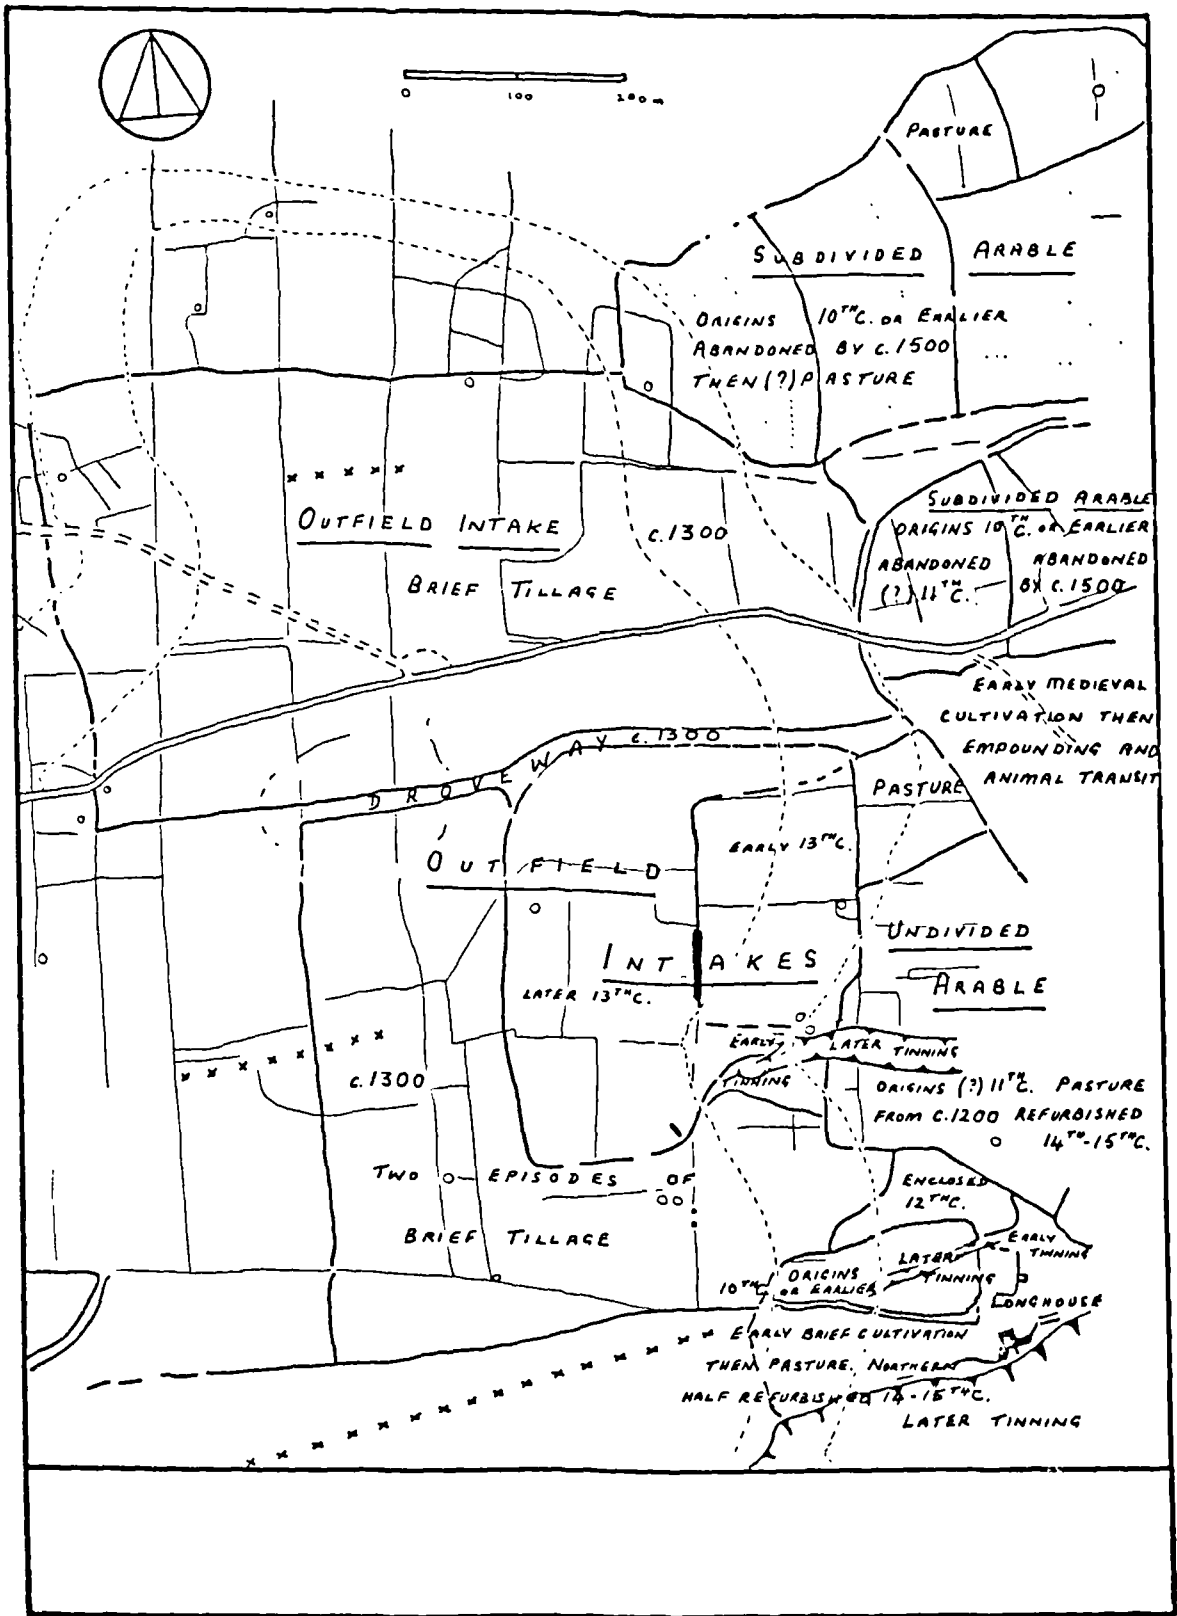 0 100 200 m
PASTURE
SUBDIVIDED ARABLE
ORIGINS 10TH C. OR EARLIER
ABANDONED BY C. 1500
THEN (?) PASTURE
SUBDIVIDED ARABLE
ORIGINS 10TH C. OR EARLIER
ABANDONED
(?) 11TH C.
ABANDONED
BY C. 1500
OUTFIELD INTAKE
c. 1300
BRIEF TILLAGE
EARLY MEDIEVAL
CULTIVATION THEN
EMPOUNDING AND
ANIMAL TRANSIT
DROVEWAY c. 1300
PASTURE
EARLY 13TH C.
OUTFIELD
INTAKES
LATER 13TH C.
UNDIVIDED
ARABLE
EARLY
TINNING
LATER TINNING
ORIGINS (?) 11TH C. PASTURE
FROM C. 1200 REFURBISHED
14TH-15TH C.
c. 1300
TWO EPISODES OF
BRIEF TILLAGE
ENCLOSED
12TH C.
EARLY
TINNING
LATER
TINNING
ORIGINS
10TH OR EARLIER
LONGHOUSE
EARLY BRIEF CULTIVATION
THEN PASTURE. NORTHERN
HALF REFURBISHED 14-15TH C.
LATER TINNING